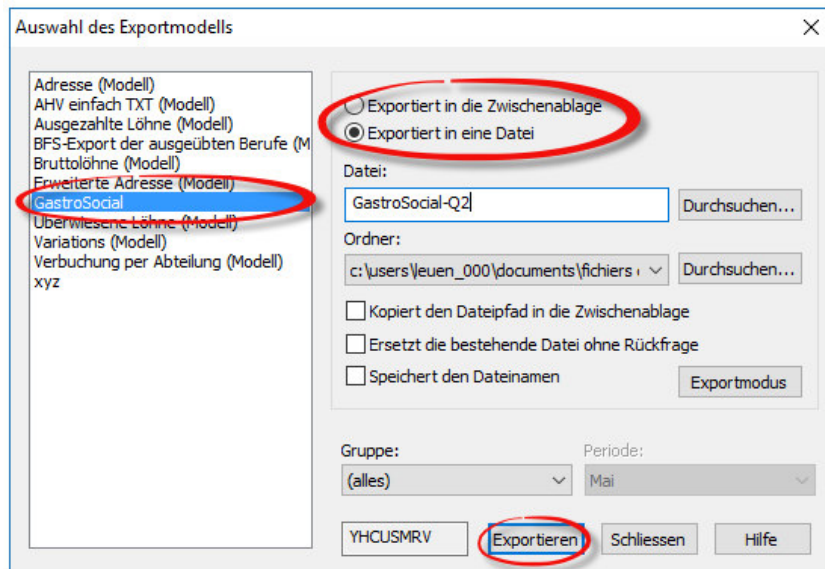 Auswahl des Exportmodells
Adresse (Modell)
AHV einfach TXT (Modell)
Ausgezahlte Löhne (Modell)
BFS-Export der ausgeübten Berufe (M
Bruttolöhne (Modell)
Erweiterte Adresse (Modell)
GastroSocial
Überwiesene Löhne (Modell)
Variations (Modell)
Verbuchung per Abteilung (Modell)
xyz
Exportiert in die Zwischenablage
Exportiert in eine Datei
Datei:
GastroSocial-Q2
Durchsuchen...
Ordner:
c:\users\leuen_000\documents\fichiers
Durchsuchen...
Kopiert den Dateipfad in die Zwischenablage
Ersetzt die bestehende Datei ohne Rückfrage
Speichert den Dateinamen
Exportmodus
Gruppe:
Periode:
(alles)
Mai
YHCUSMRV
Exportieren
Schliessen
Hilfe